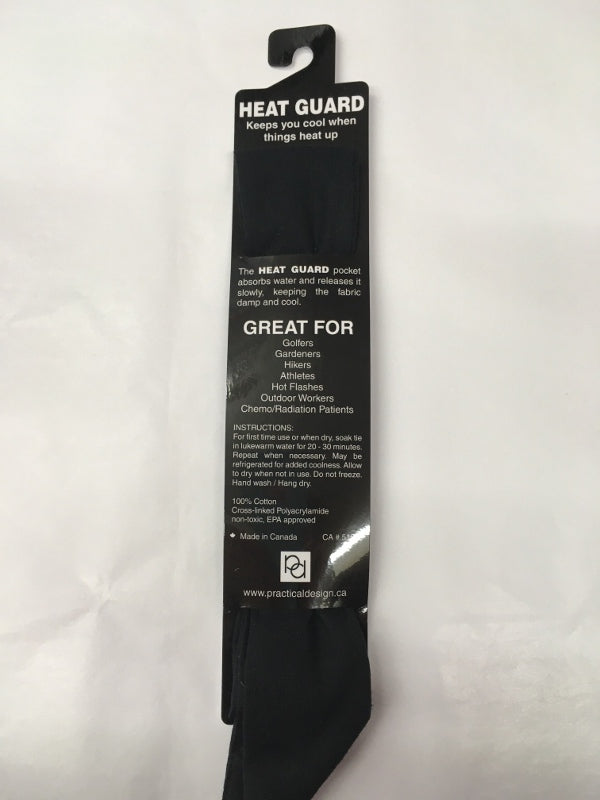 HEAT GUARD
Keeps you cool when
things heat up
The HEAT GUARD pocket
absorbs water and releases it
slowly, keeping the fabric
damp and cool.
GREAT FOR
Golfers
Gardeners
Hikers
Athletes
Hot Flashes
Outdoor Workers
Chemo/Radiation Patients
INSTRUCTIONS:
For first time use or when dry, soak tie
in lukewarm water for 20 - 30 minutes.
Repeat when necessary. May be
refrigerated for added coolness. Allow
to dry when not in use. Do not freeze.
Hand wash / Hang dry.
100% Cotton
Cross-linked Polyacrylamide
non-toxic, EPA approved
Made in Canada CA #
pd
www.practicaldesign.ca